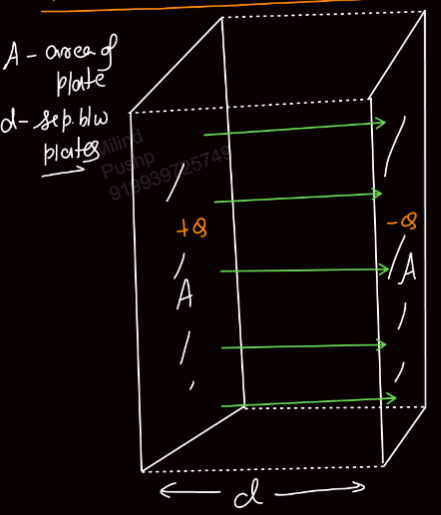 A - area of
plate
d - sep. b/w
plates
Milind
Pushp
919939725749
+Q
-Q
A
A
d